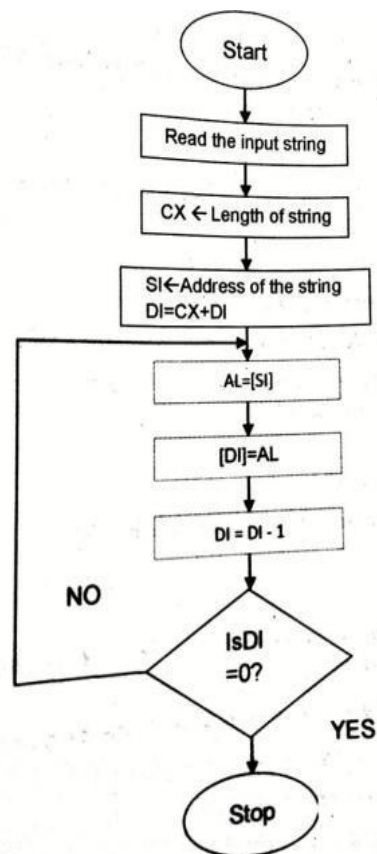 Start
Read the input string
CX ← Length of string
SI←Address of the string
DI=CX+DI
AL=[SI]
[DI]=AL
DI = DI - 1
NO
IsDI
=0?
YES
Stop